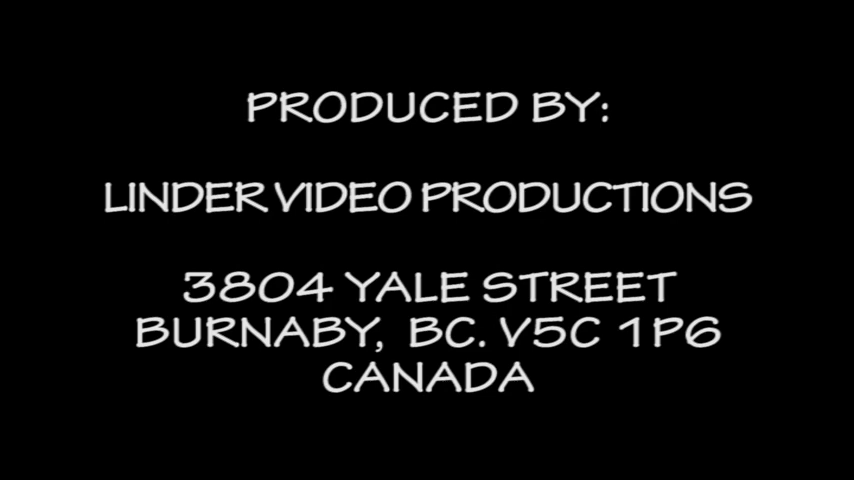 PRODUCED BY:
LINDER VIDEO PRODUCTIONS
3804 YALE STREET
BURNABY, BC. V5C 1P6
CANADA